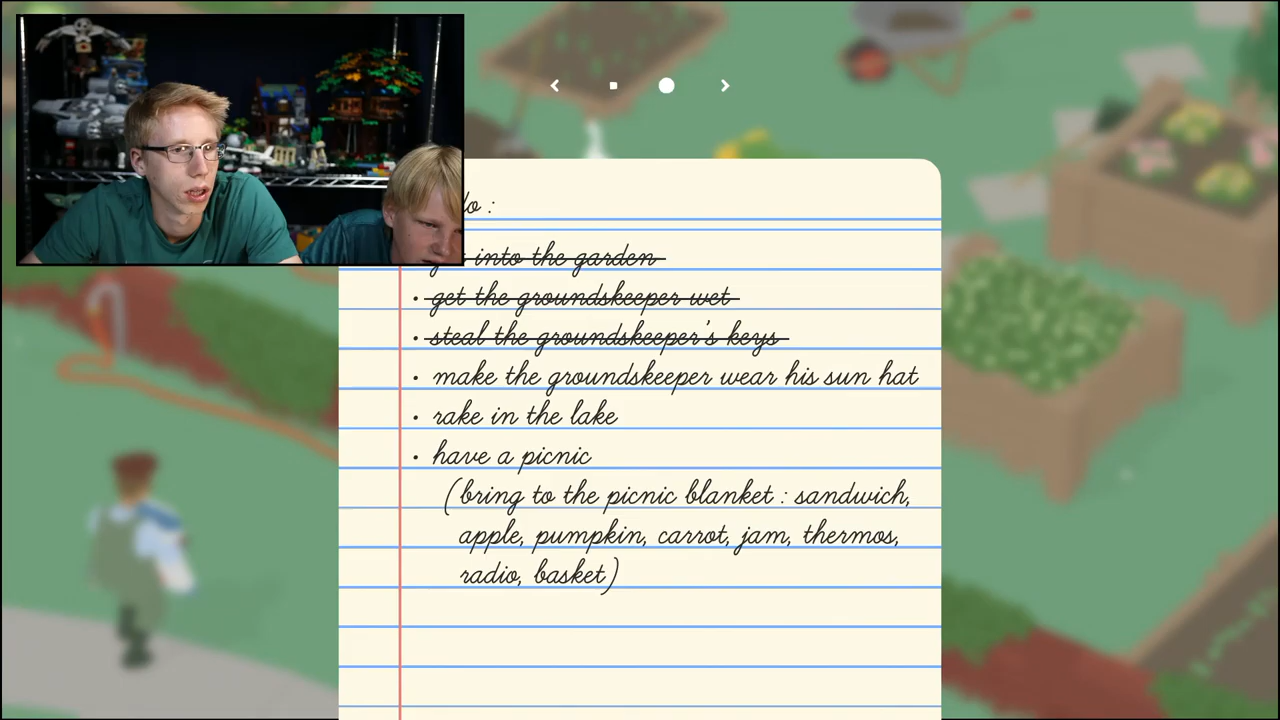 do :
into the garden
• get the groundskeeper wet
• steal the groundskeeper's keys
• make the groundskeeper wear his sun hat
• rake in the lake
• have a picnic
(bring to the picnic blanket : sandwich,
apple, pumpkin, carrot, jam, thermos,
radio, basket)